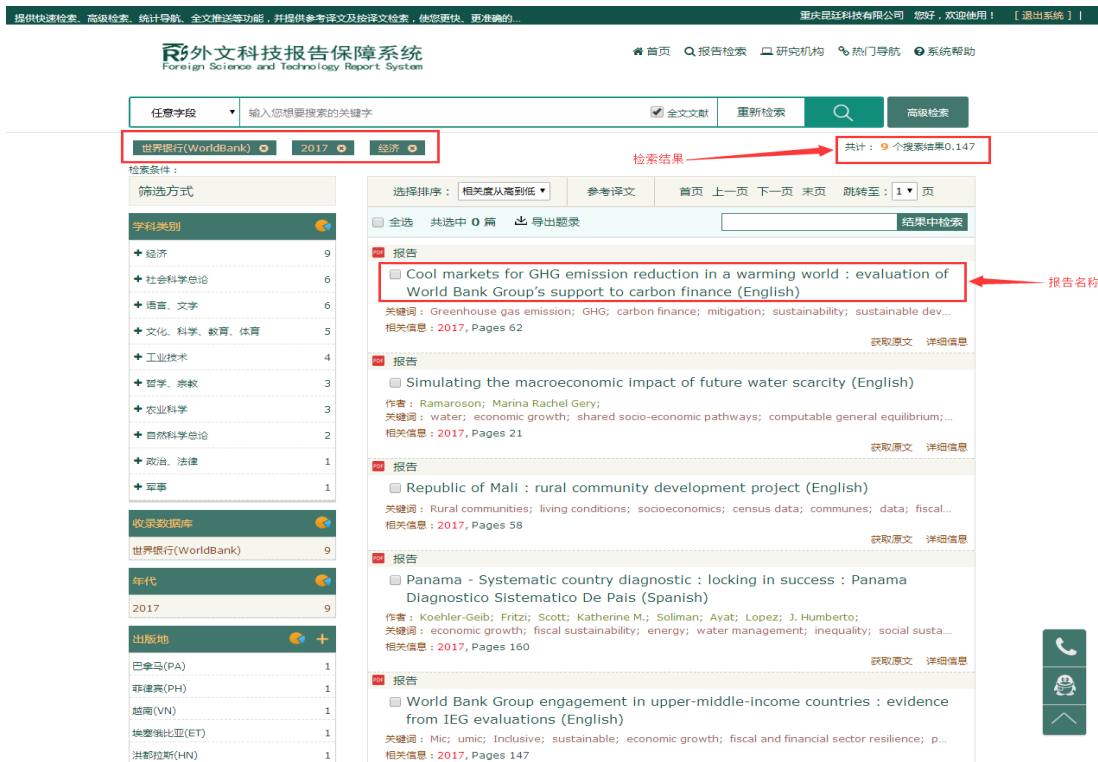 提供快速检索、高级检索、统计导航、全文推送等功能，并提供参考译文及按译文检索，使您更快、更准确的...
重庆昆廷科技有限公司 您好，欢迎使用！ [ 退出系统 ] |
外文科技报告保障系统
Foreign Science and Technology Report System
首页 报告检索 研究机构 热门导航 系统帮助
任意字段 输入您想要搜索的关键字 全文文献 重新检索 高级检索
世界银行(WorldBank) 2017 经济
检索结果
共计： 9 个搜索结果0.147
检索条件：
筛选方式
选择排序： 相关度从高到低 参考译文 首页 上一页 下一页 末页 跳转至： 1 页
全选 共选中 0 篇 导出题录 结果中检索
学科类别
经济 9
社会科学总论 6
语言、文字 6
文化、科学、教育、体育 5
工业技术 4
哲学、宗教 3
农业科学 3
自然科学总论 2
政治、法律 1
军事 1
收录数据库
世界银行(WorldBank) 9
年代
2017 9
出版地
巴拿马(PA) 1
菲律宾(PH) 1
越南(VN) 1
埃塞俄比亚(ET) 1
洪都拉斯(HN) 1
PDF 报告
Cool markets for GHG emission reduction in a warming world : evaluation of
World Bank Group's support to carbon finance (English)
报告名称
关键词： Greenhouse gas emission; GHG; carbon finance; mitigation; sustainability; sustainable dev...
相关信息：2017, Pages 62
获取原文 详细信息
PDF 报告
Simulating the macroeconomic impact of future water scarcity (English)
作者： Ramaroson; Marina Rachel Gery;
关键词： water; economic growth; shared socio-economic pathways; computable general equilibrium;...
相关信息：2017, Pages 21
获取原文 详细信息
PDF 报告
Republic of Mali : rural community development project (English)
关键词： Rural communities; living conditions; socioeconomics; census data; communes; data; fiscal...
相关信息：2017, Pages 58
获取原文 详细信息
PDF 报告
Panama - Systematic country diagnostic : locking in success : Panama
Diagnostico Sistematico De Pais (Spanish)
作者： Koehler-Geib; Fritzi; Scott; Katherine M.; Soliman; Ayat; Lopez; J. Humberto;
关键词： economic growth; fiscal sustainability; energy; water management; inequality; social susta...
相关信息：2017, Pages 160
获取原文 详细信息
PDF 报告
World Bank Group engagement in upper-middle-income countries : evidence
from IEG evaluations (English)
关键词： Mic; umic; Inclusive; sustainable; economic growth; fiscal and financial sector resilience; p...
相关信息：2017, Pages 147